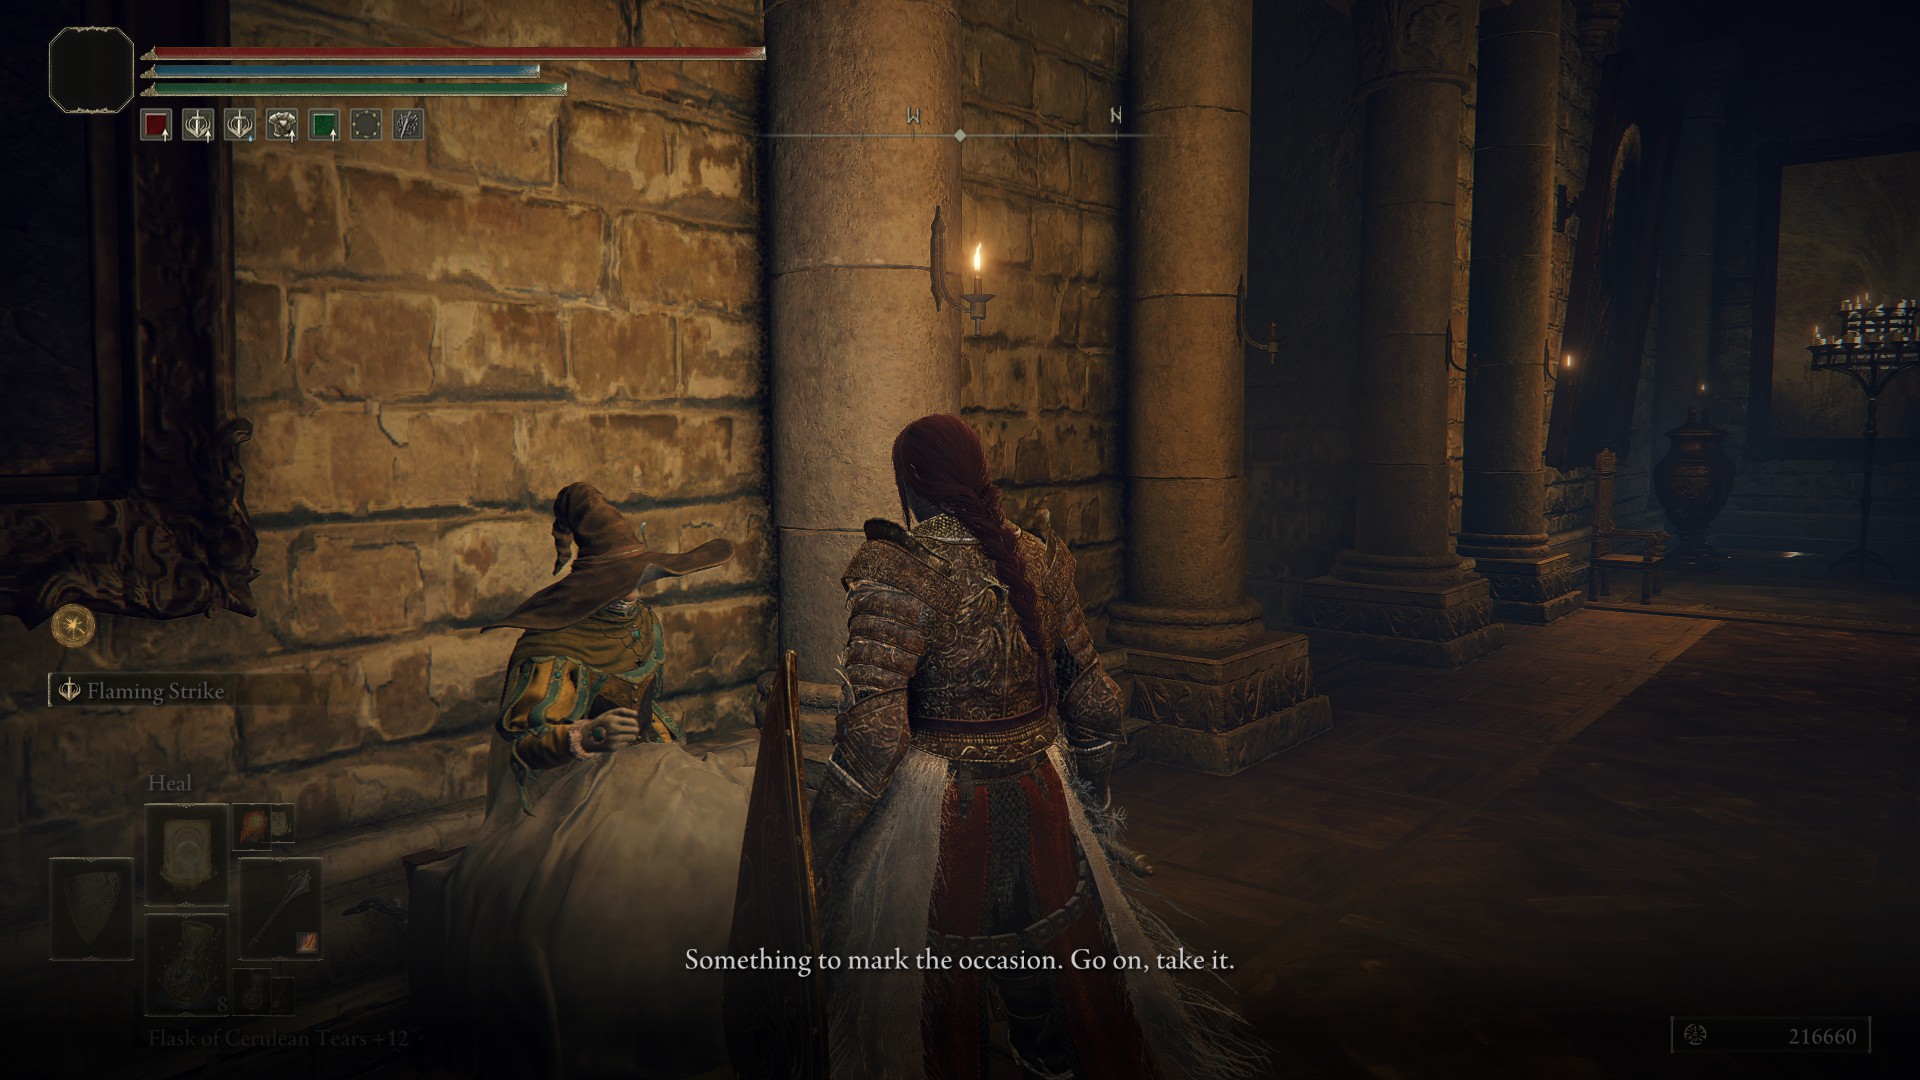 W N
Flaming Strike
Heal
8
Something to mark the occasion. Go on, take it.
Flask of Cerulean Tears +12
216660